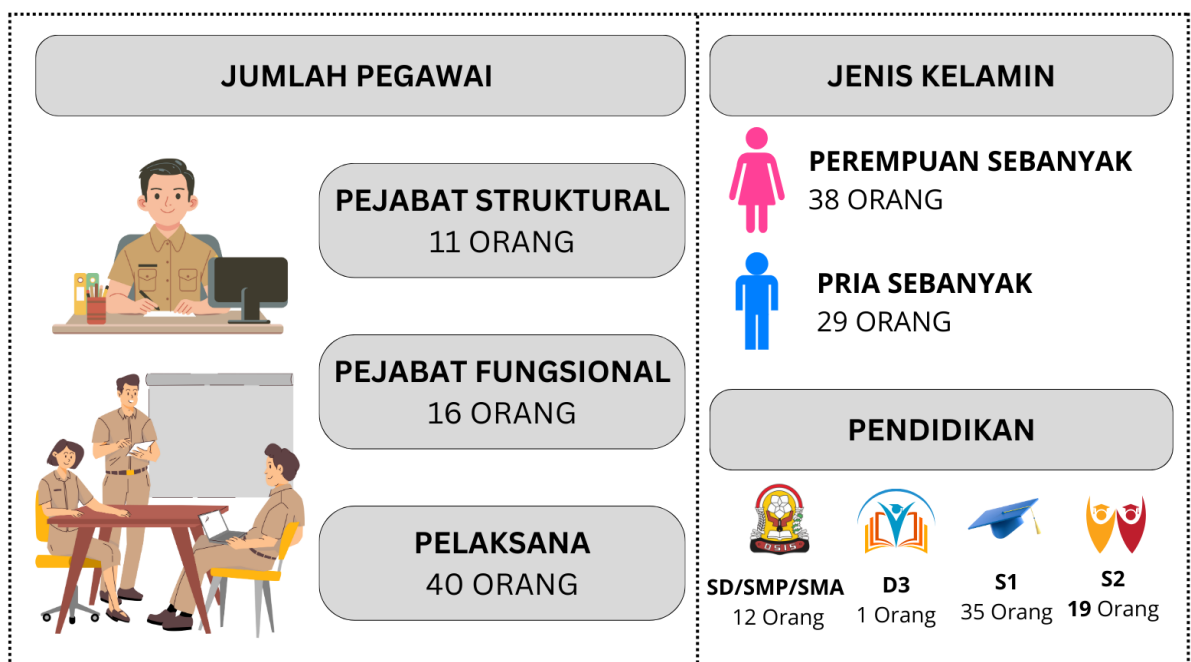 JUMLAH PEGAWAI
PEJABAT STRUKTURAL
11 ORANG
PEJABAT FUNGSIONAL
16 ORANG
PELAKSANA
40 ORANG
JENIS KELAMIN
PEREMPUAN SEBANYAK
38 ORANG
PRIA SEBANYAK
29 ORANG
PENDIDIKAN
OSIS
SD/SMP/SMA
12 Orang
D3
1 Orang
S1
35 Orang
S2
19 Orang